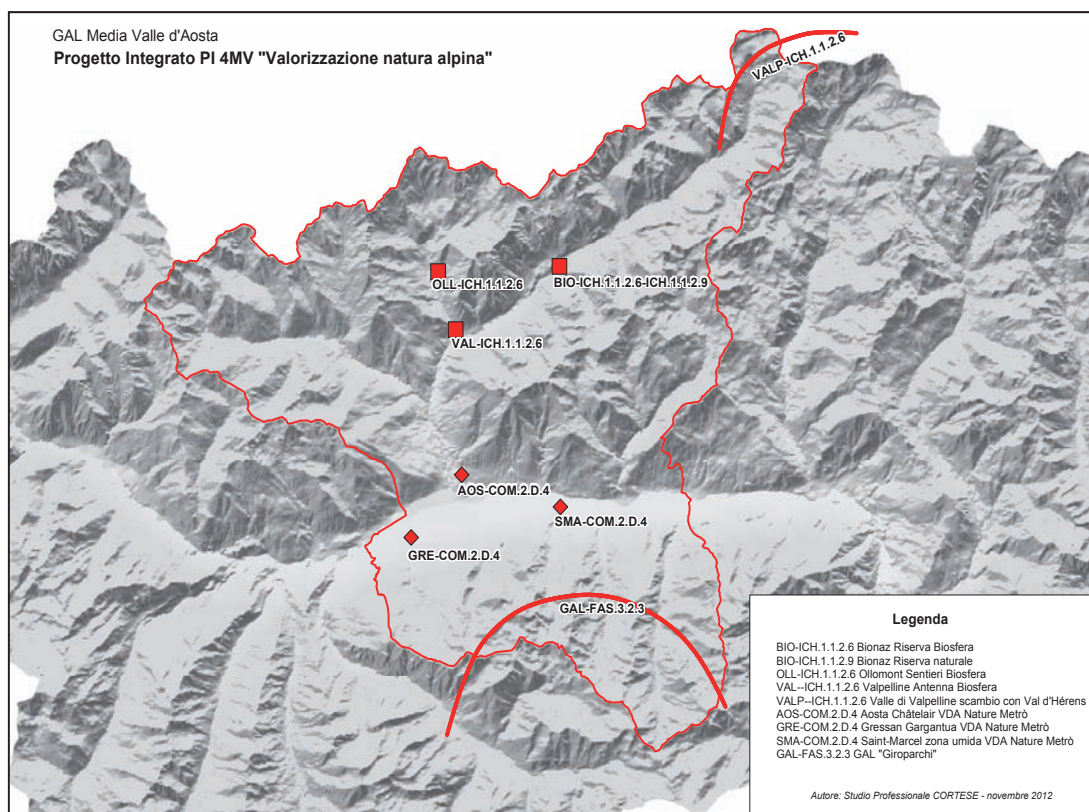 GAL Media Valle d'Aosta
Progetto Integrato PI 4MV "Valorizzazione natura alpina"
VALP-ICH.1.1.2.6
OLL-ICH.1.1.2.6
BIO-ICH.1.1.2.6-ICH.1.1.2.9
VAL-ICH.1.1.2.6
AOS-COM.2.D.4
SMA-COM.2.D.4
GRE-COM.2.D.4
GAL-FAS.3.2.3
Legenda
BIO-ICH.1.1.2.6 Bionaz Riserva Biosfera
BIO-ICH.1.1.2.9 Bionaz Riserva naturale
OLL-ICH.1.1.2.6 Ollomont Sentieri Biosfera
VAL--ICH.1.1.2.6 Valpelline Antenna Biosfera
VALP--ICH.1.1.2.6 Valle di Valpelline scambio con Val d'Hérens
AOS-COM.2.D.4 Aosta Châtelair VDA Nature Metrò
GRE-COM.2.D.4 Gressan Gargantua VDA Nature Metrò
SMA-COM.2.D.4 Saint-Marcel zona umida VDA Nature Metrò
GAL-FAS.3.2.3 GAL "Giroparchi"
Autore: Studio Professionale CORTESE - novembre 2012